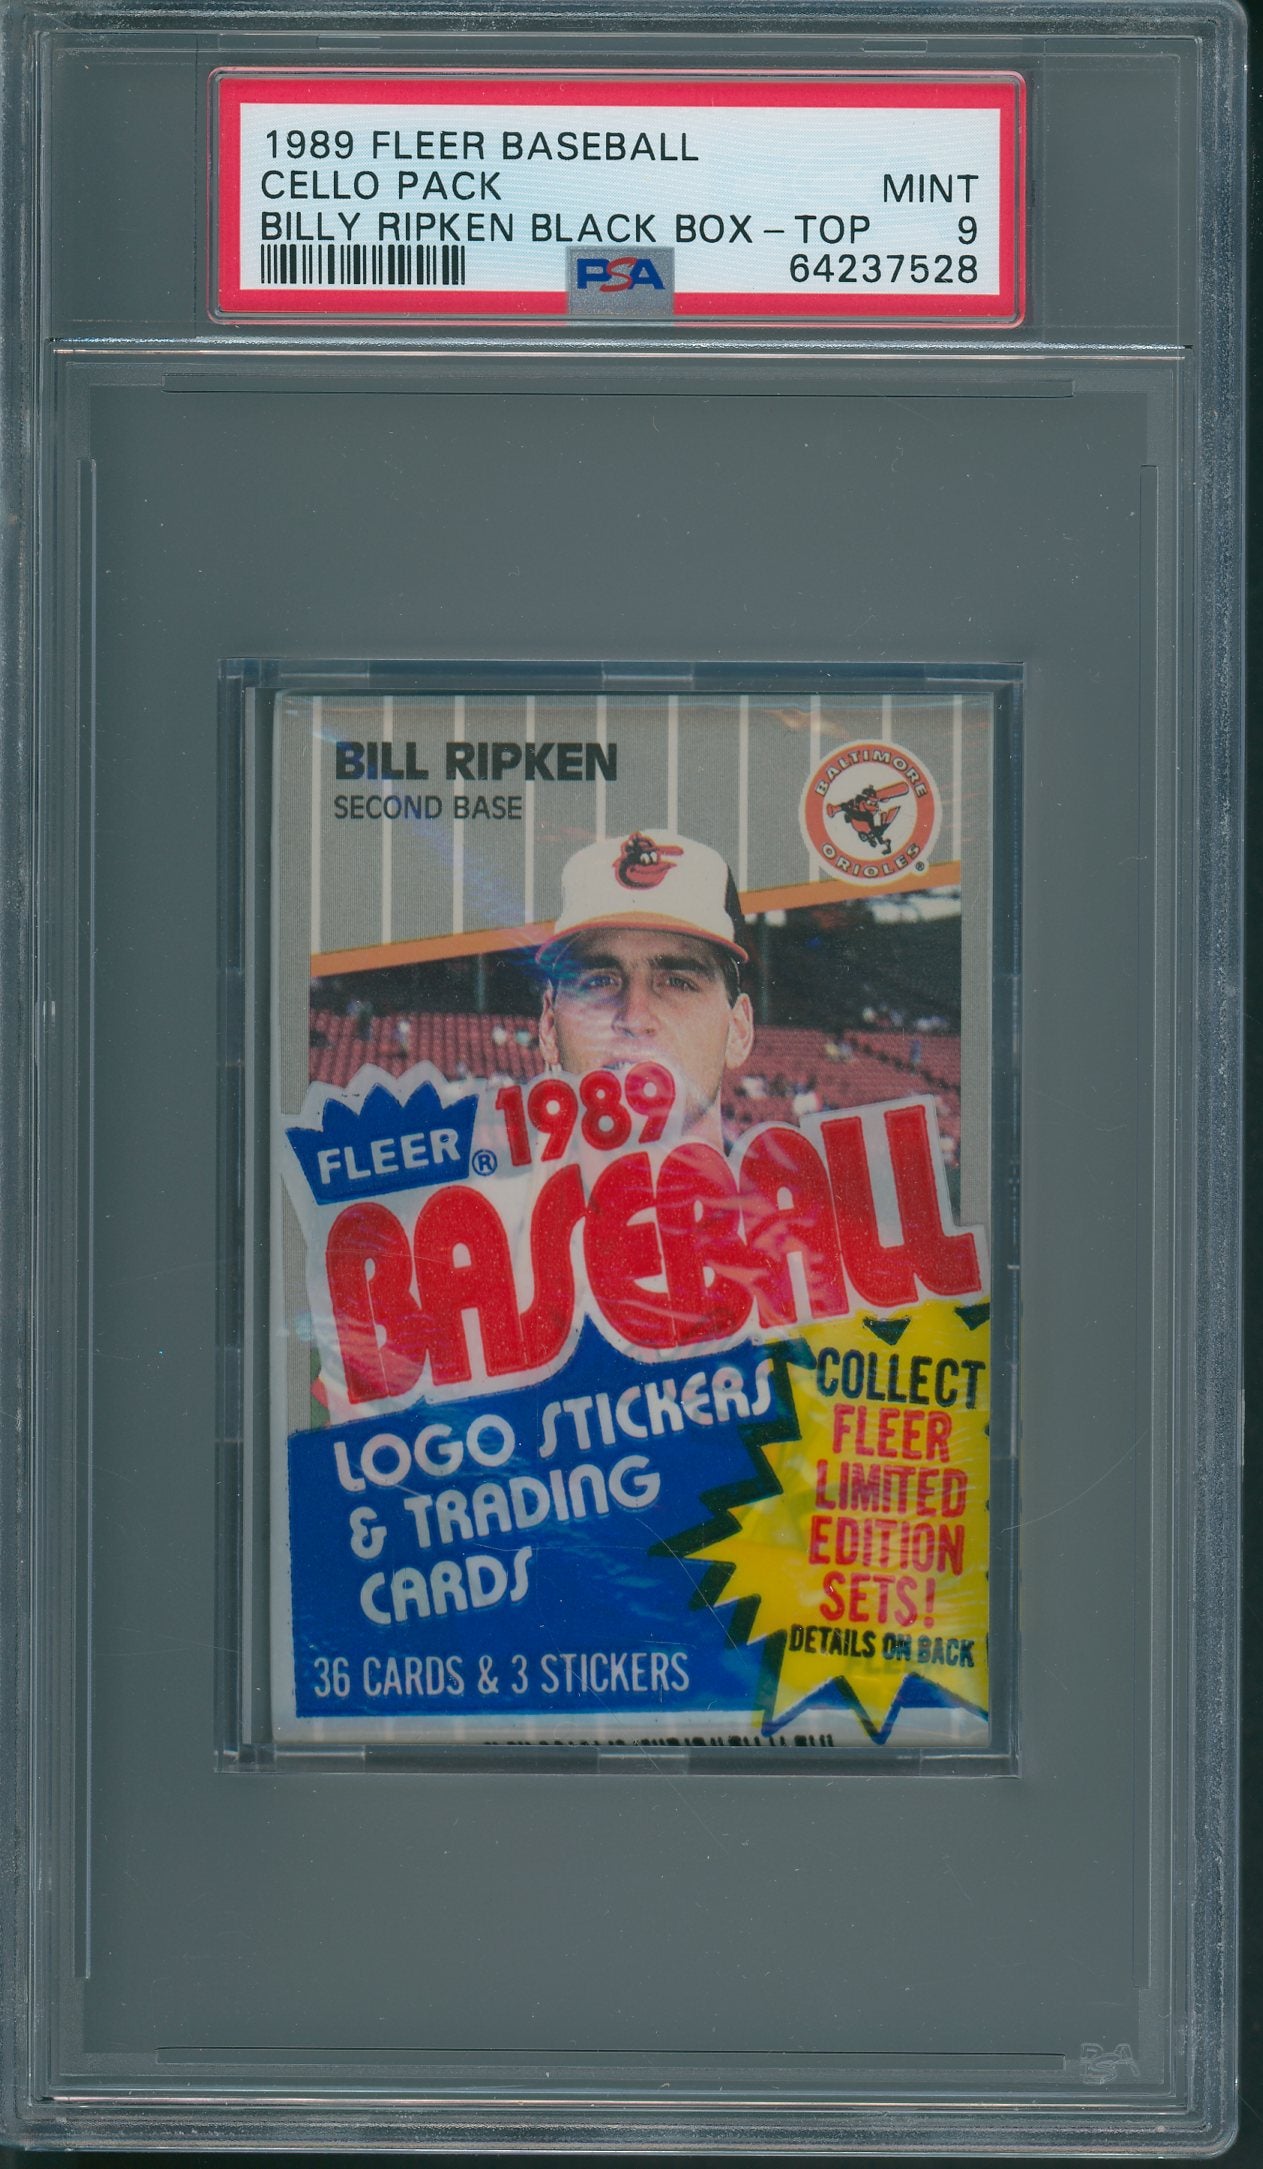 1989 FLEER BASEBALL
CELLO PACK MINT
BILLY RIPKEN BLACK BOX-TOP 9
PSA 64237528
BILL RIPKEN
SECOND BASE
BALTIMORE
ORIOLES ®
FLEER ® 1989
BASEBALL
LOGO STICKERS
& TRADING
CARDS
36 CARDS & 3 STICKERS
COLLECT
FLEER
LIMITED
EDITION
SETS!
DETAILS ON BACK
PSA